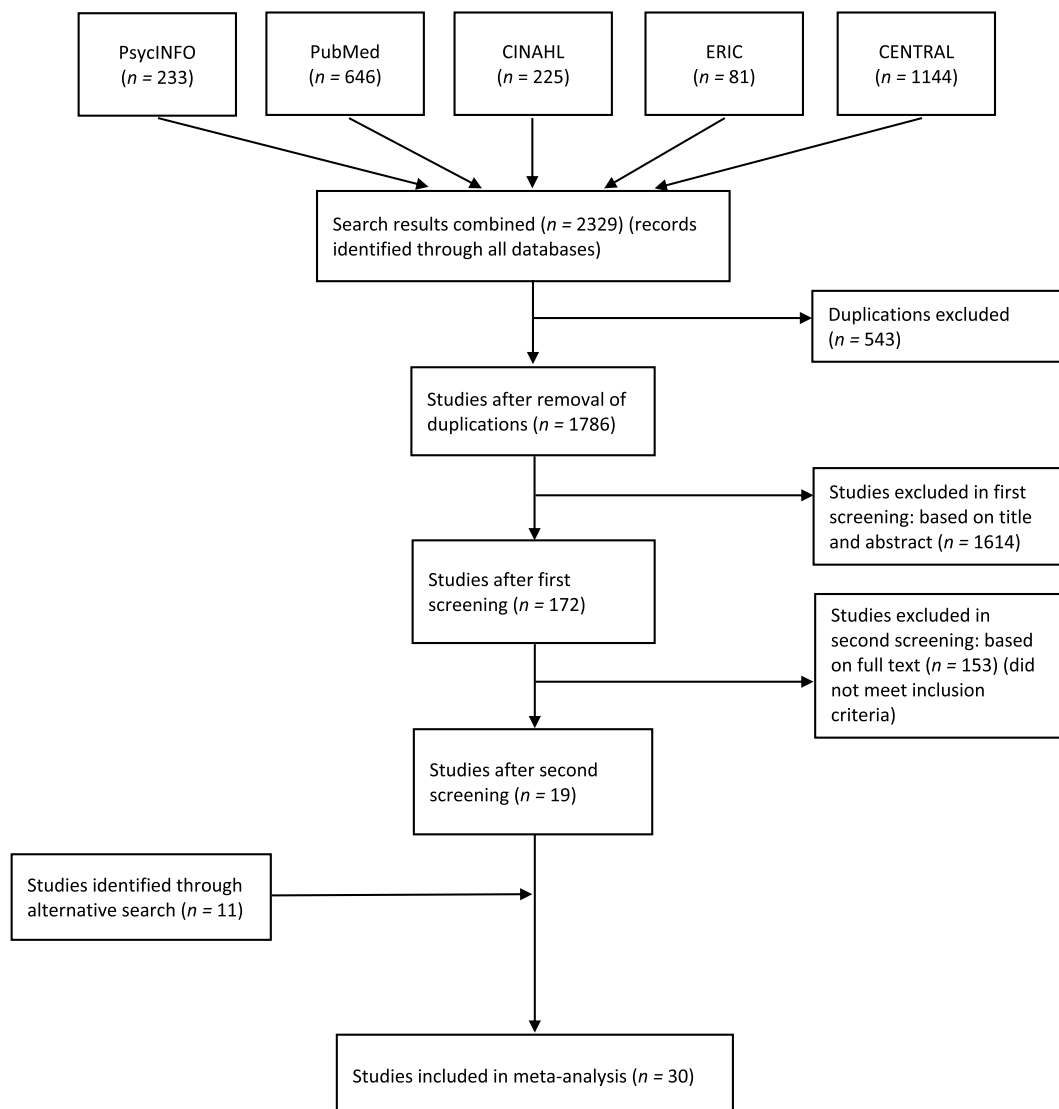 PsycINFO
(n = 233)
PubMed
(n = 646)
CINAHL
(n = 225)
ERIC
(n = 81)
CENTRAL
(n = 1144)
Search results combined (n = 2329) (records
identified through all databases)
Duplications excluded
(n = 543)
Studies after removal of
duplications (n = 1786)
Studies excluded in first
screening: based on title
and abstract (n = 1614)
Studies after first
screening (n = 172)
Studies excluded in
second screening: based
on full text (n = 153) (did
not meet inclusion
criteria)
Studies after second
screening (n = 19)
Studies identified through
alternative search (n = 11)
Studies included in meta-analysis (n = 30)